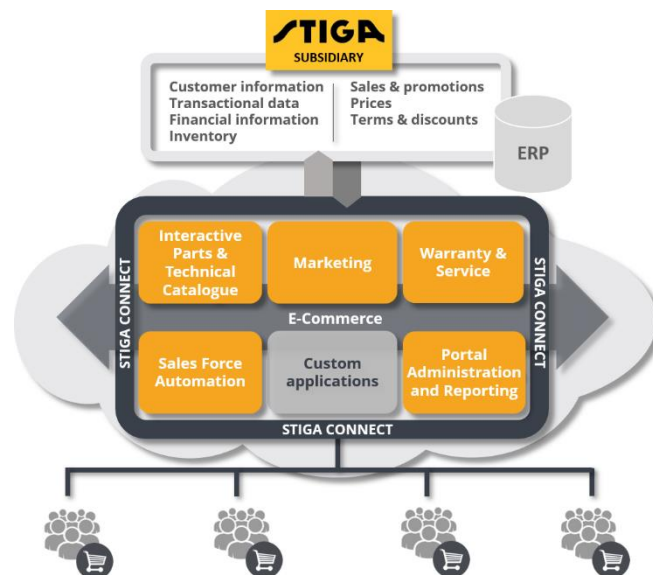 STIGA
SUBSIDIARY
Customer information
Transactional data
Financial information
Inventory
Sales & promotions
Prices
Terms & discounts
ERP
Interactive
Parts &
Technical
Catalogue
Marketing
Warranty &
Service
STIGA CONNECT
E-Commerce
STIGA CONNECT
Sales Force
Automation
Custom
applications
Portal
Administration
and Reporting
STIGA CONNECT